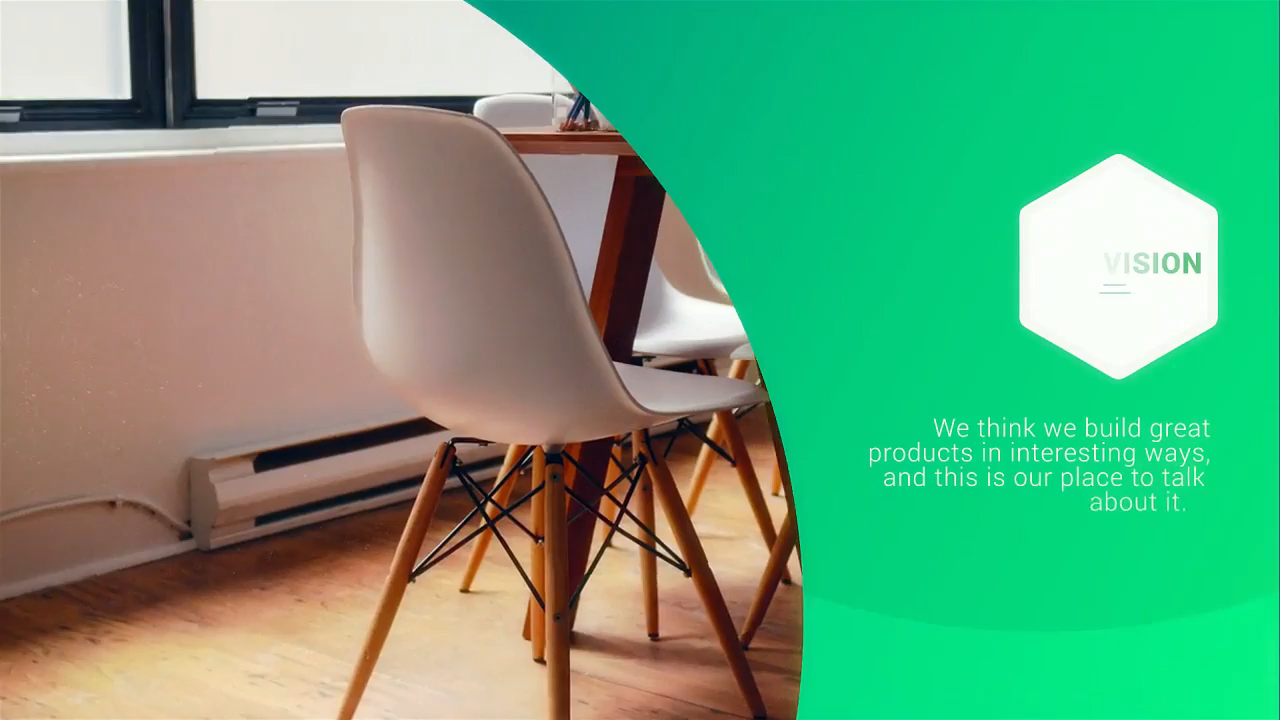 VISION
We think we build great
products in interesting ways,
and this is our place to talk
about it.